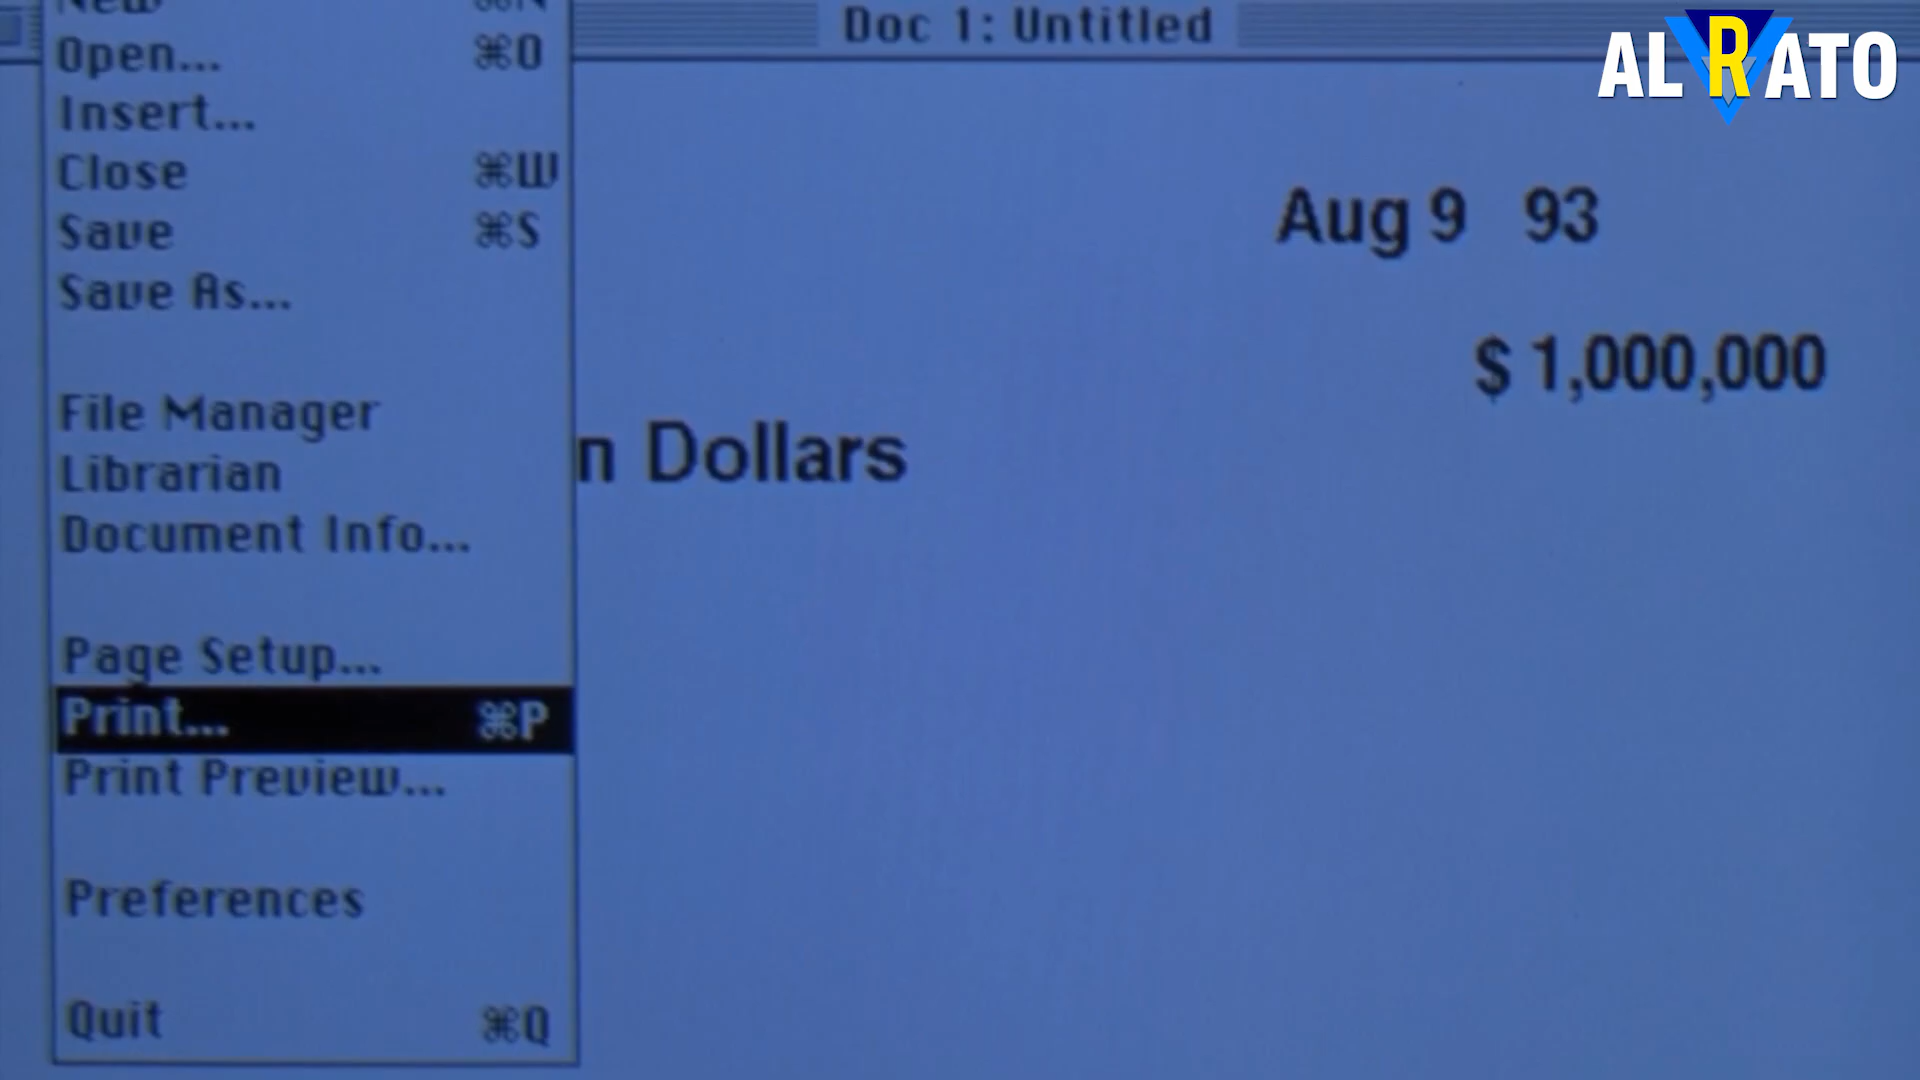 New ⌘N
Doc 1: Untitled
ALRATO
Open... ⌘O
Insert...
Close ⌘W
Save ⌘S
Save As...
Aug 9 93
$ 1,000,000
File Manager
n Dollars
Librarian
Document Info...
Page Setup...
Print... ⌘P
Print Preview...
Preferences
Quit ⌘Q